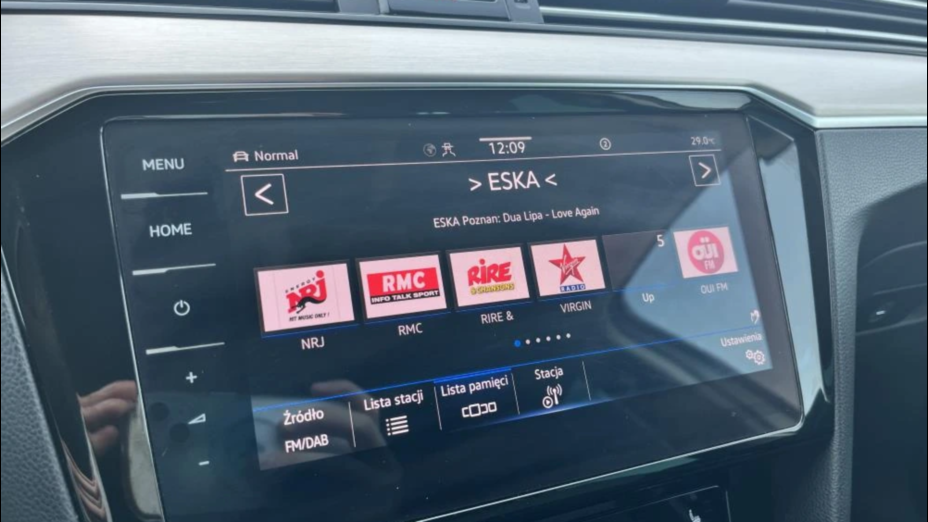 MENU
HOME
Normal
12:09
2
29.0°C
> ESKA <
ESKA Poznan: Dua Lipa - Love Again
NRJ
HIT MUSIC ONLY !
NRJ
RMC
INFO TALK SPORT
RMC
RIRE
& CHANSONS
RIRE &
Virgin
RADIO
VIRGIN
5
Up
OÜI
FM
OUI FM
Źródło
FM/DAB
Lista stacji
Lista pamięci
Stacja
Ustawienia